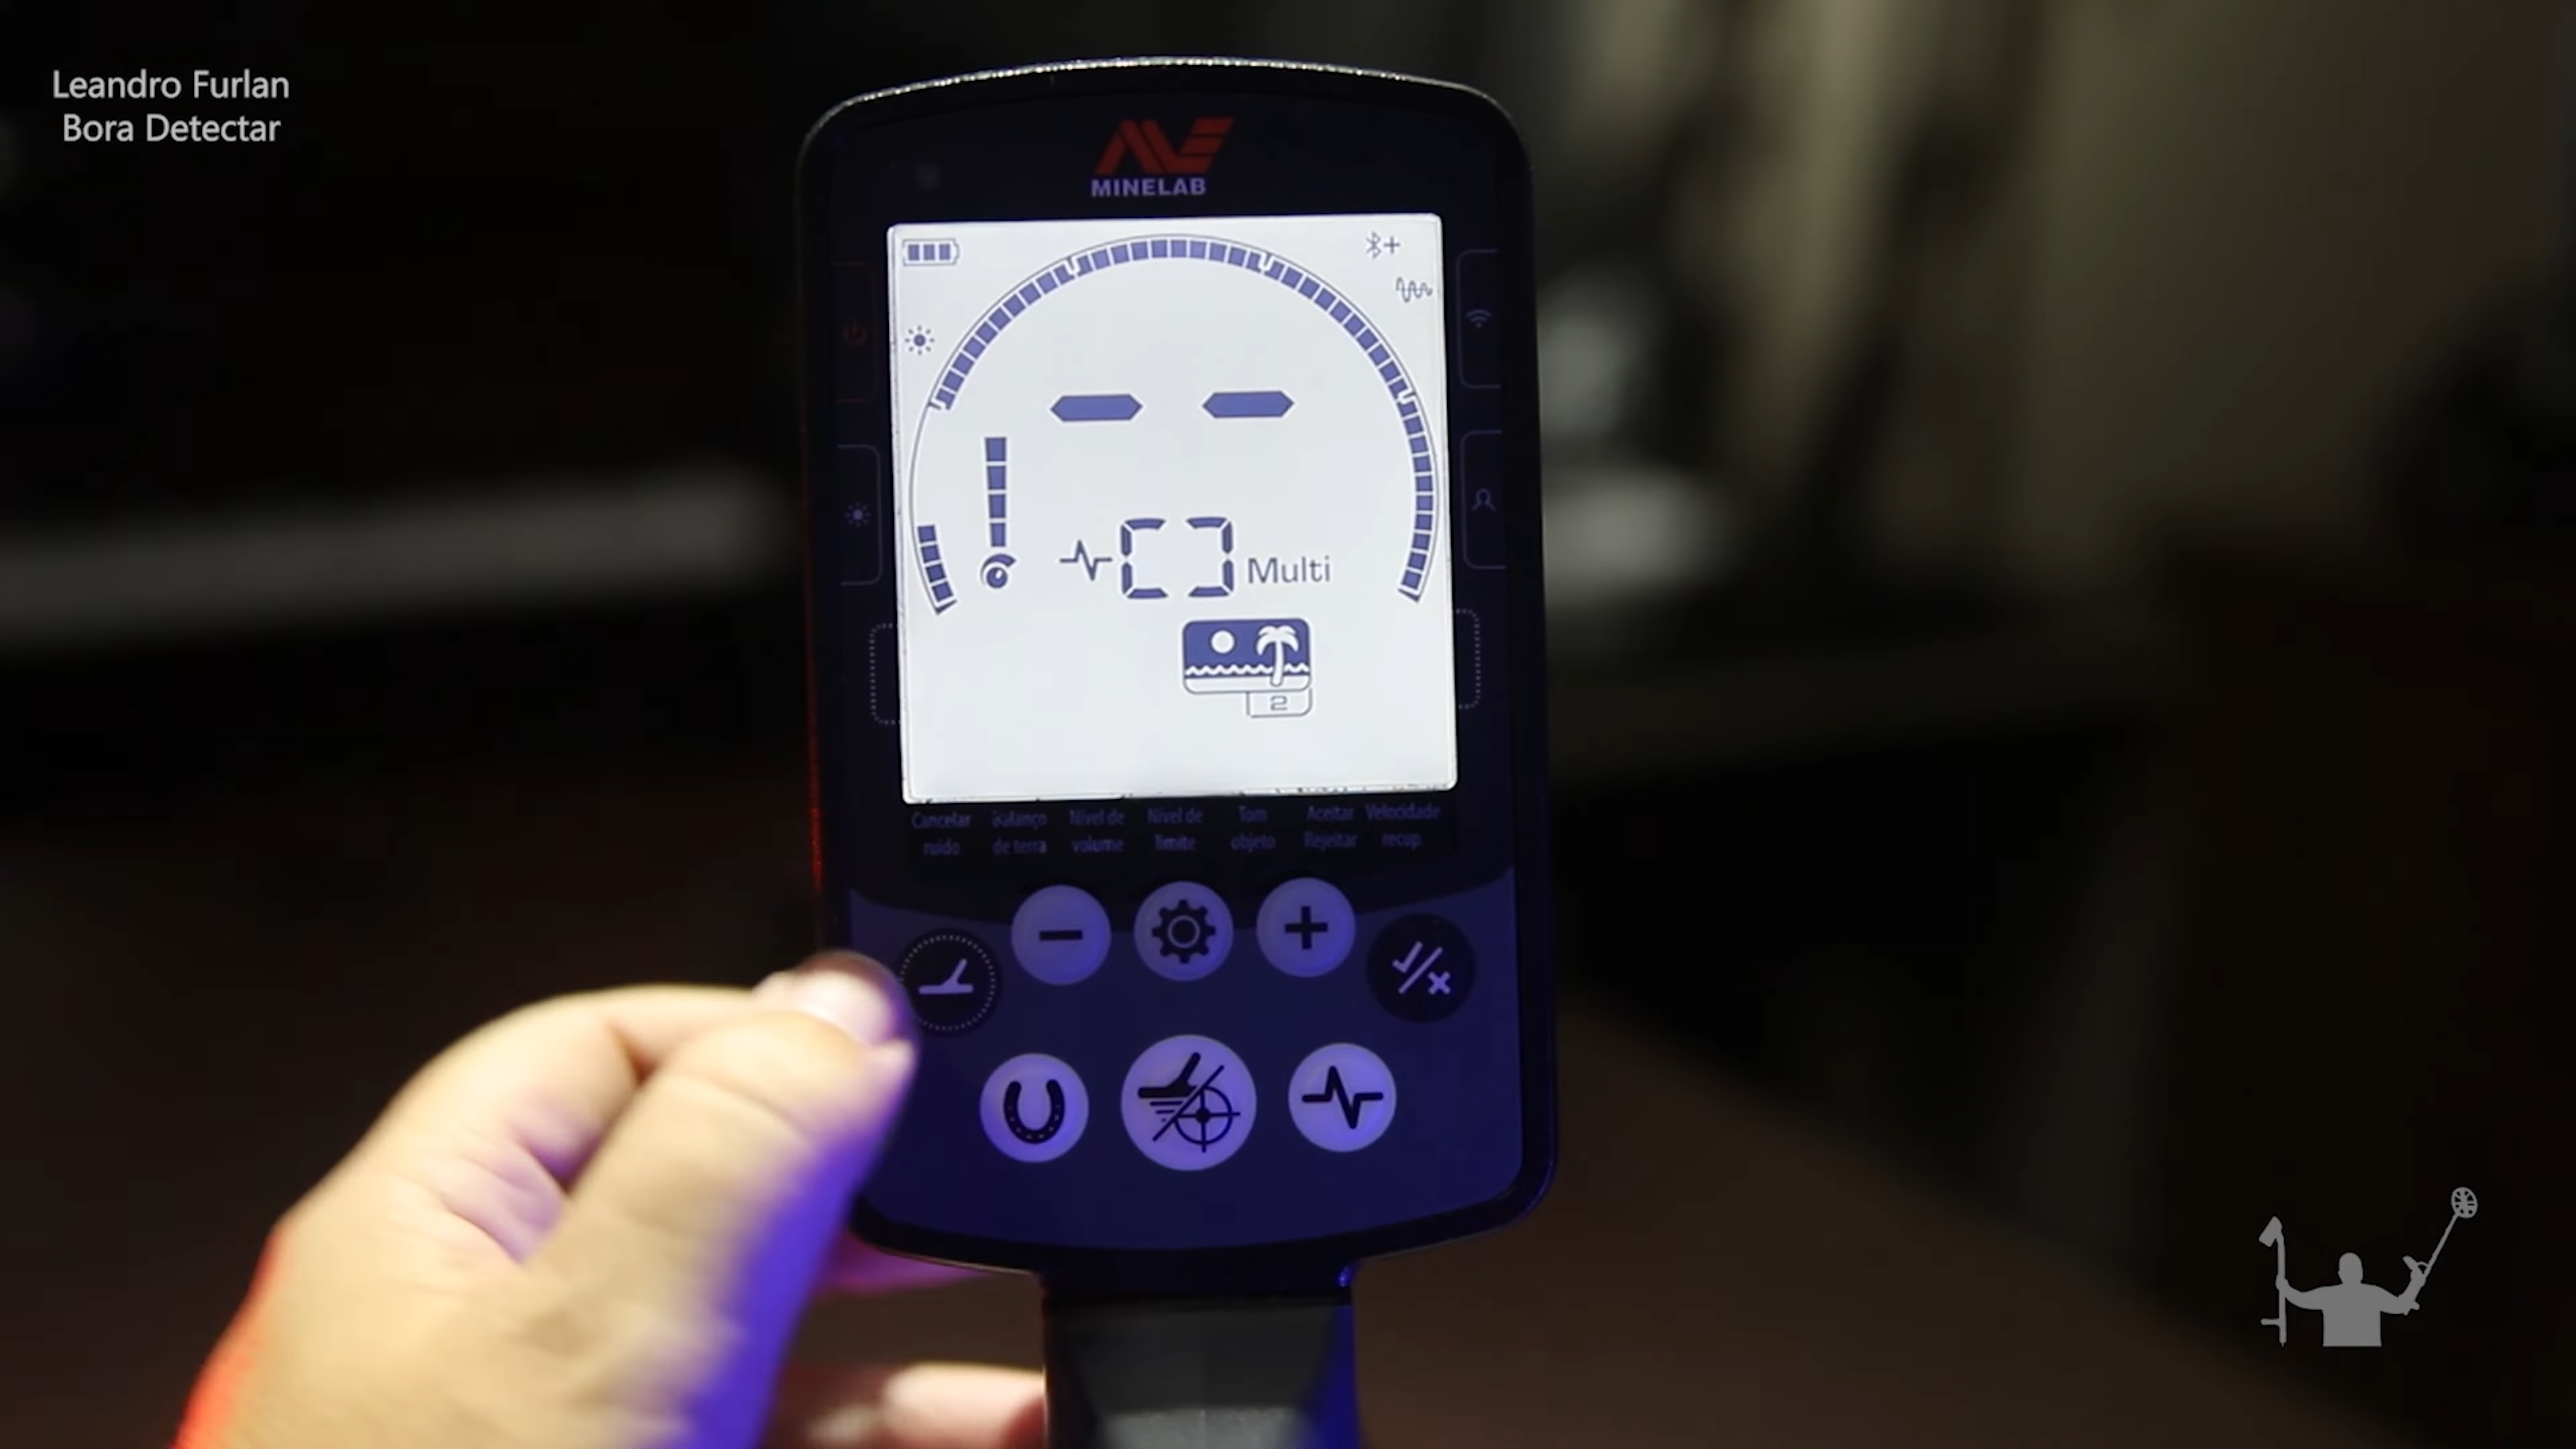 Leandro Furlan
Bora Detectar
MINELAB
Multi
2
Cancelar Balanço Nível de Nível de Tom Aceitar Velocidade
ruído de terra volume limite objeto Rejeitar recup.